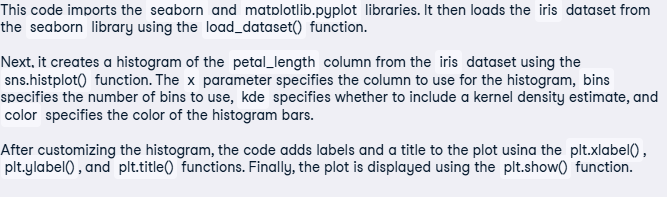 This code imports the seaborn and matplotlib.pyplot libraries. It then loads the iris dataset from
the seaborn library using the load_dataset() function.
Next, it creates a histogram of the petal_length column from the iris dataset using the
sns.histplot() function. The x parameter specifies the column to use for the histogram, bins
specifies the number of bins to use, kde specifies whether to include a kernel density estimate, and
color specifies the color of the histogram bars.
After customizing the histogram, the code adds labels and a title to the plot using the plt.xlabel(),
plt.ylabel(), and plt.title() functions. Finally, the plot is displayed using the plt.show() function.